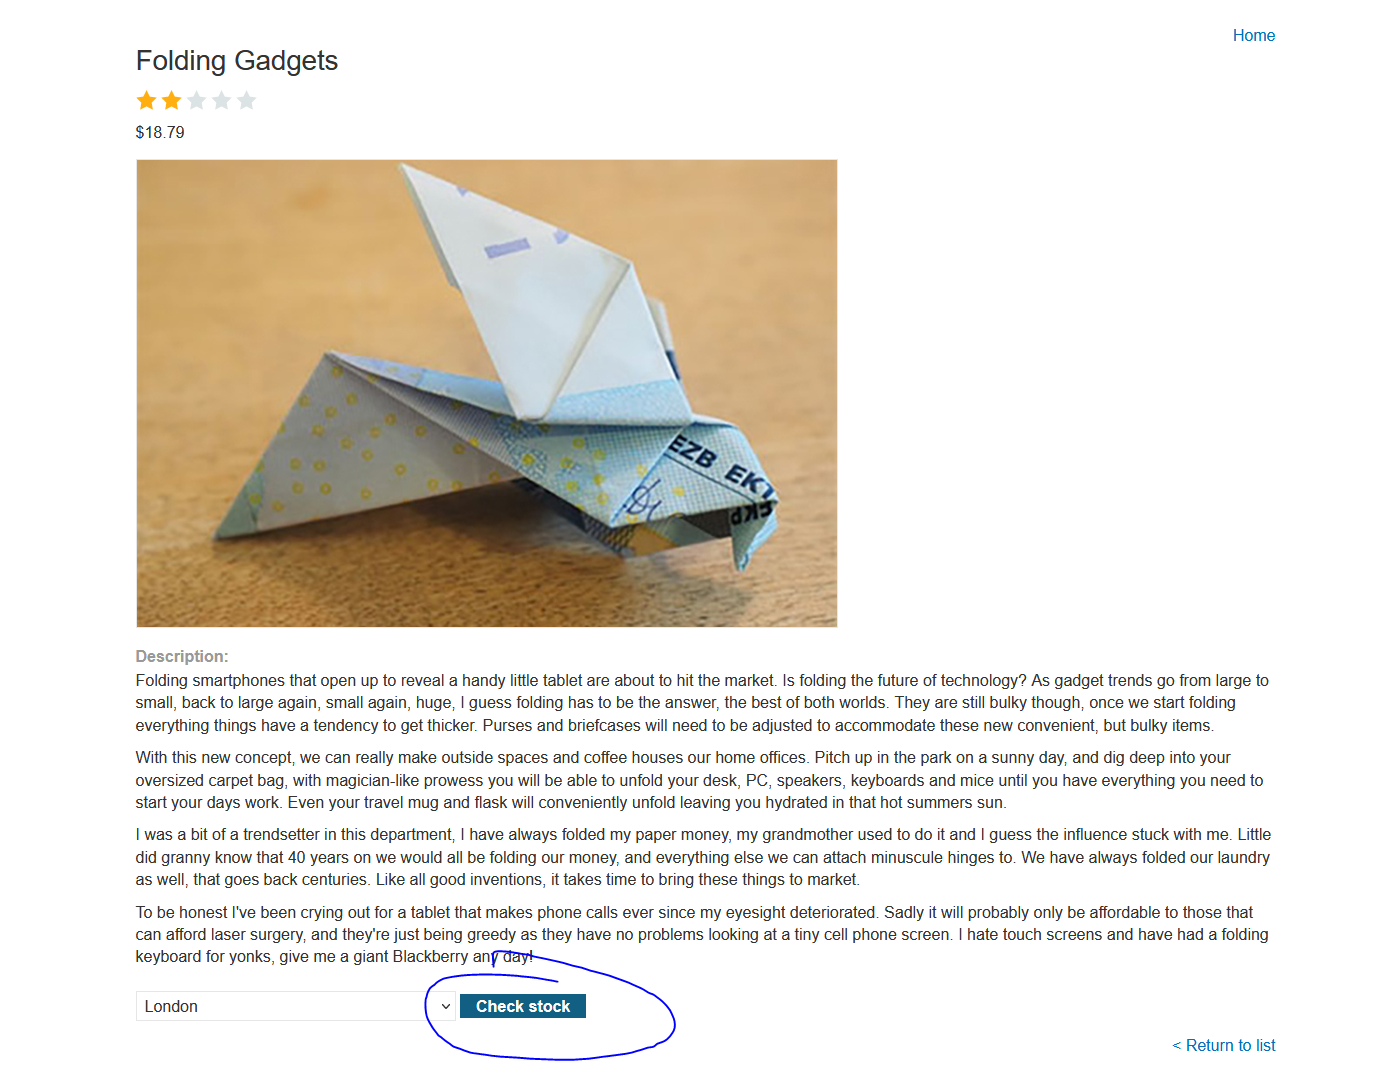 Home
Folding Gadgets
$18.79
EZB EKT
EKP
Description:
Folding smartphones that open up to reveal a handy little tablet are about to hit the market. Is folding the future of technology? As gadget trends go from large to
small, back to large again, small again, huge, I guess folding has to be the answer, the best of both worlds. They are still bulky though, once we start folding
everything things have a tendency to get thicker. Purses and briefcases will need to be adjusted to accommodate these new convenient, but bulky items.
With this new concept, we can really make outside spaces and coffee houses our home offices. Pitch up in the park on a sunny day, and dig deep into your
oversized carpet bag, with magician-like prowess you will be able to unfold your desk, PC, speakers, keyboards and mice until you have everything you need to
start your days work. Even your travel mug and flask will conveniently unfold leaving you hydrated in that hot summers sun.
I was a bit of a trendsetter in this department, I have always folded my paper money, my grandmother used to do it and I guess the influence stuck with me. Little
did granny know that 40 years on we would all be folding our money, and everything else we can attach minuscule hinges to. We have always folded our laundry
as well, that goes back centuries. Like all good inventions, it takes time to bring these things to market.
To be honest I've been crying out for a tablet that makes phone calls ever since my eyesight deteriorated. Sadly it will probably only be affordable to those that
can afford laser surgery, and they're just being greedy as they have no problems looking at a tiny cell phone screen. I hate touch screens and have had a folding
keyboard for yonks, give me a giant Blackberry any day!
London
Check stock
< Return to list